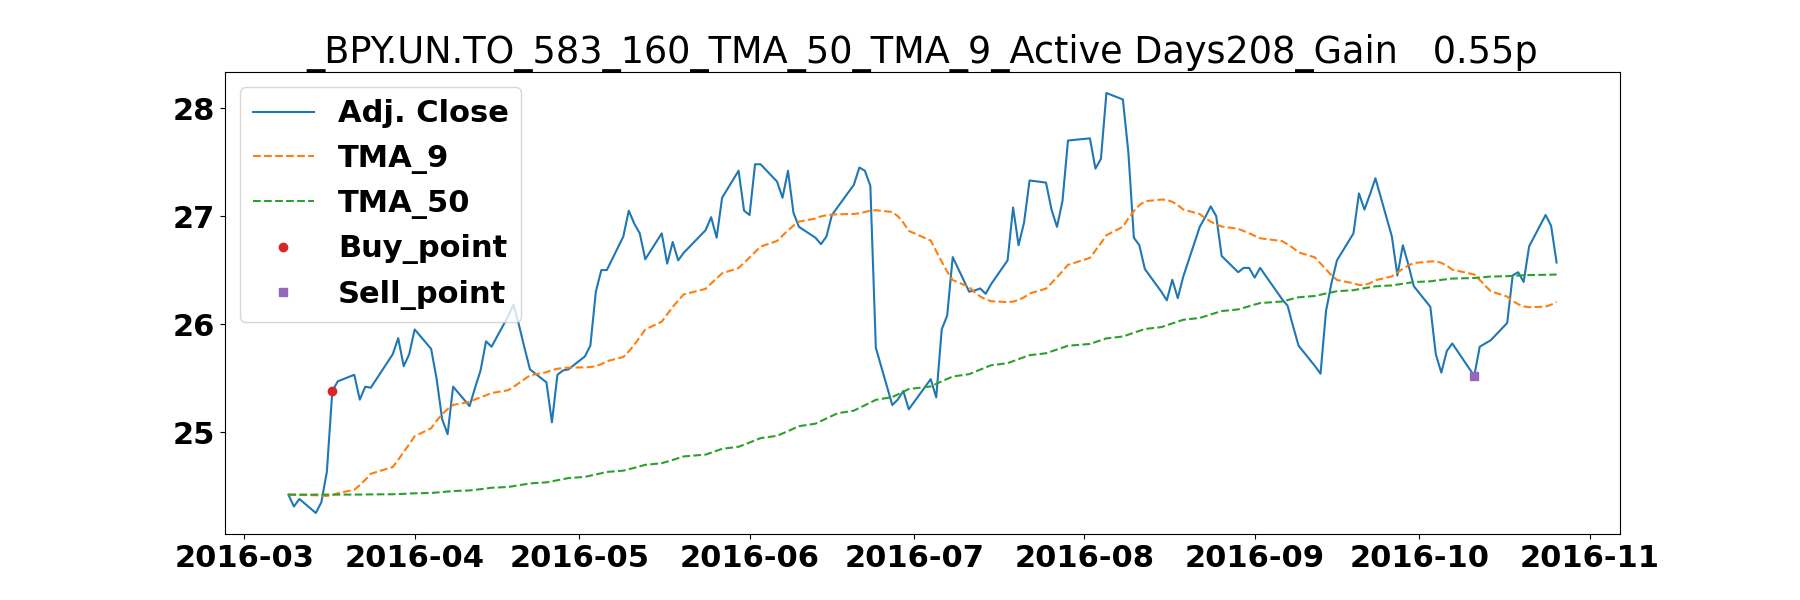 _BPY.UN.TO_583_160_TMA_50_TMA_9_Active Days208_Gain   0.55p
28
27
26
25
Adj. Close
TMA_9
TMA_50
Buy_point
Sell_point
2016-03 2016-04 2016-05 2016-06 2016-07 2016-08 2016-09 2016-10 2016-11